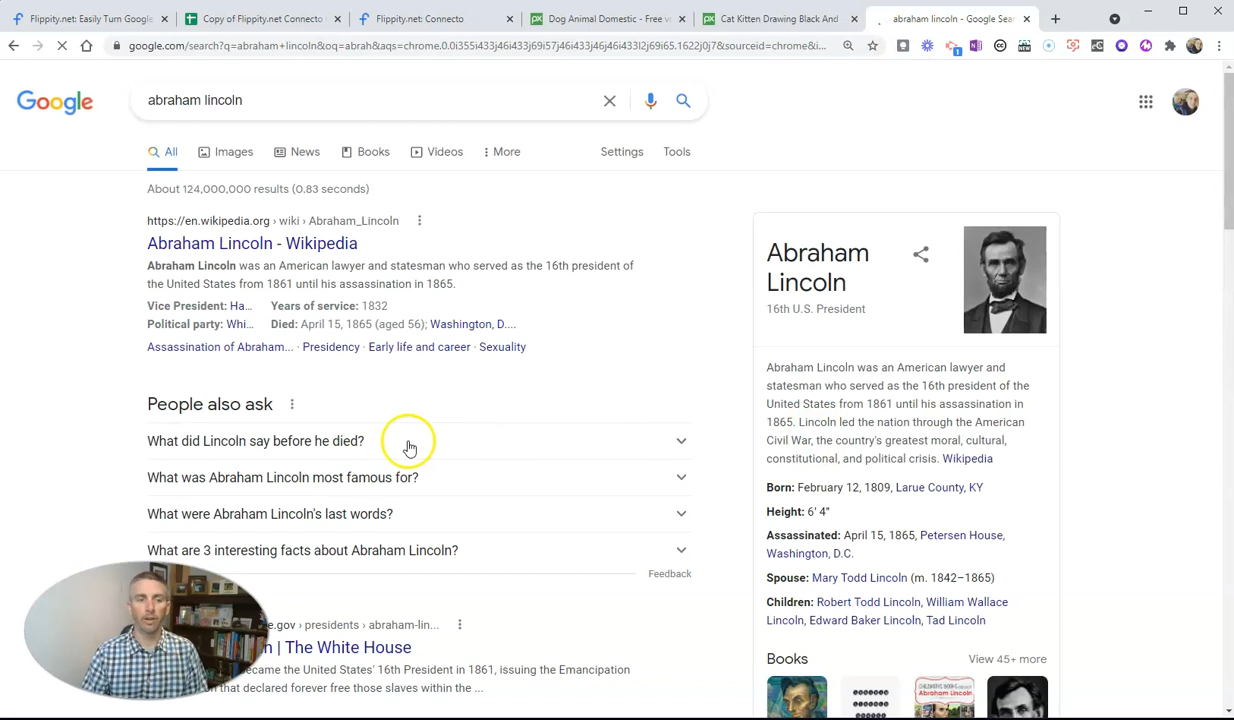 Flippity.net: Easily Turn Google
Copy of Flippity.net Connecto
Flippity.net: Connecto
Dog Animal Domestic - Free v
Cat Kitten Drawing Black And
abraham lincoln - Google Sea
google.com/search?q=abraham+lincoln&oq=abrah&aqs=chrome.0.0i355i433j46i433j69i57j46i433j46j46i433l2j69i65.1622j0j7&sourceid=chrome&i...
Google
abraham lincoln
All
Images
News
Books
Videos
More
Settings
Tools
About 124,000,000 results (0.83 seconds)
https://en.wikipedia.org › wiki › Abraham_Lincoln
Abraham Lincoln - Wikipedia
Abraham Lincoln was an American lawyer and statesman who served as the 16th president of
the United States from 1861 until his assassination in 1865.
Vice President: Ha... Years of service: 1832
Political party: Whi... Died: April 15, 1865 (aged 56); Washington, D....
Assassination of Abraham... · Presidency · Early life and career · Sexuality
People also ask
What did Lincoln say before he died?
What was Abraham Lincoln most famous for?
What were Abraham Lincoln's last words?
What are 3 interesting facts about Abraham Lincoln?
Feedback
e.gov › presidents › abraham-lin...
n | The White House
ecame the United States' 16th President in 1861, issuing the Emancipation
n that declared forever free those slaves within the ...
Abraham
Lincoln
16th U.S. President
Abraham Lincoln was an American lawyer and
statesman who served as the 16th president of the
United States from 1861 until his assassination in
1865. Lincoln led the nation through the American
Civil War, the country's greatest moral, cultural,
constitutional, and political crisis. Wikipedia
Born: February 12, 1809, Larue County, KY
Height: 6′ 4″
Assassinated: April 15, 1865, Petersen House,
Washington, D.C.
Spouse: Mary Todd Lincoln (m. 1842–1865)
Children: Robert Todd Lincoln, William Wallace
Lincoln, Edward Baker Lincoln, Tad Lincoln
Books
View 45+ more